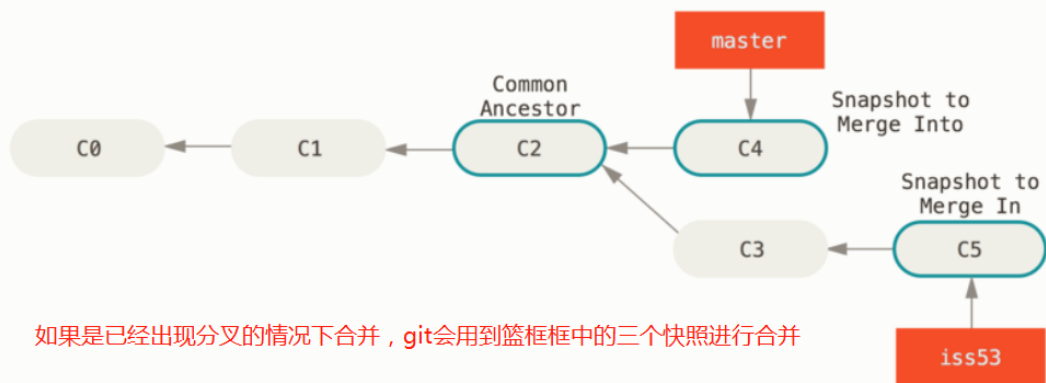 master
Common
Ancestor
Snapshot to
Merge Into
C0
C1
C2
C4
Snapshot to
Merge In
C3
C5
如果是已经出现分叉的情况下合并，git会用到篮框框中的三个快照进行合并
iss53